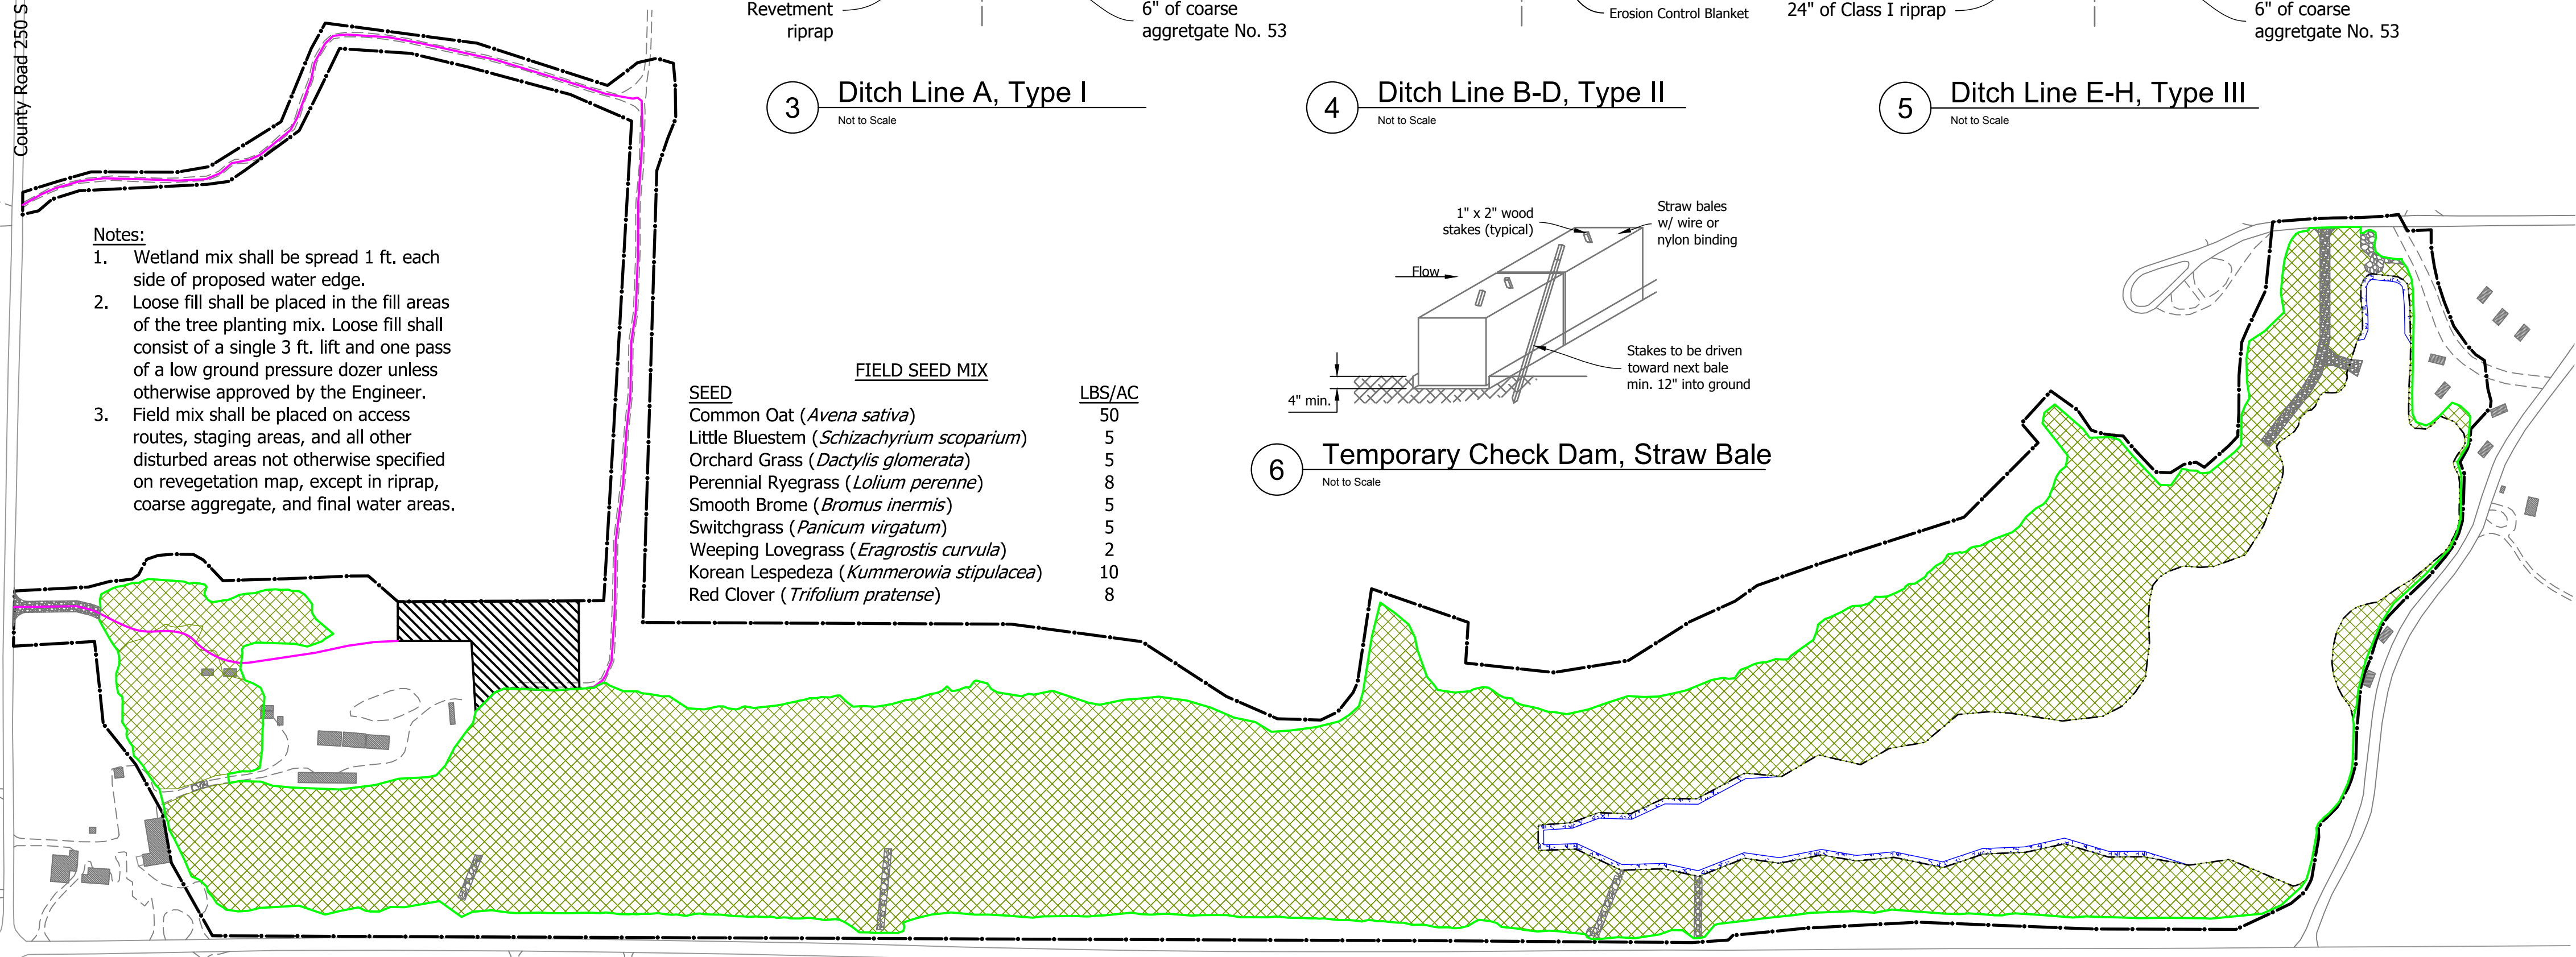 County Road 250 S
Revetment
riprap
6" of coarse
aggretgate No. 53
Erosion Control Blanket
24" of Class I riprap
6" of coarse
aggretgate No. 53
3
Ditch Line A, Type I
Not to Scale
4
Ditch Line B-D, Type II
Not to Scale
5
Ditch Line E-H, Type III
Not to Scale
Notes:
1. Wetland mix shall be spread 1 ft. each
side of proposed water edge.
2. Loose fill shall be placed in the fill areas
of the tree planting mix. Loose fill shall
consist of a single 3 ft. lift and one pass
of a low ground pressure dozer unless
otherwise approved by the Engineer.
3. Field mix shall be placed on access
routes, staging areas, and all other
disturbed areas not otherwise specified
on revegetation map, except in riprap,
coarse aggregate, and final water areas.
FIELD SEED MIX
SEED LBS/AC
Common Oat (Avena sativa) 50
Little Bluestem (Schizachyrium scoparium) 5
Orchard Grass (Dactylis glomerata) 5
Perennial Ryegrass (Lolium perenne) 8
Smooth Brome (Bromus inermis) 5
Switchgrass (Panicum virgatum) 5
Weeping Lovegrass (Eragrostis curvula) 2
Korean Lespedeza (Kummerowia stipulacea) 10
Red Clover (Trifolium pratense) 8
1" x 2" wood
stakes (typical)
Straw bales
w/ wire or
nylon binding
Flow
Stakes to be driven
toward next bale
min. 12" into ground
4" min.
6
Temporary Check Dam, Straw Bale
Not to Scale